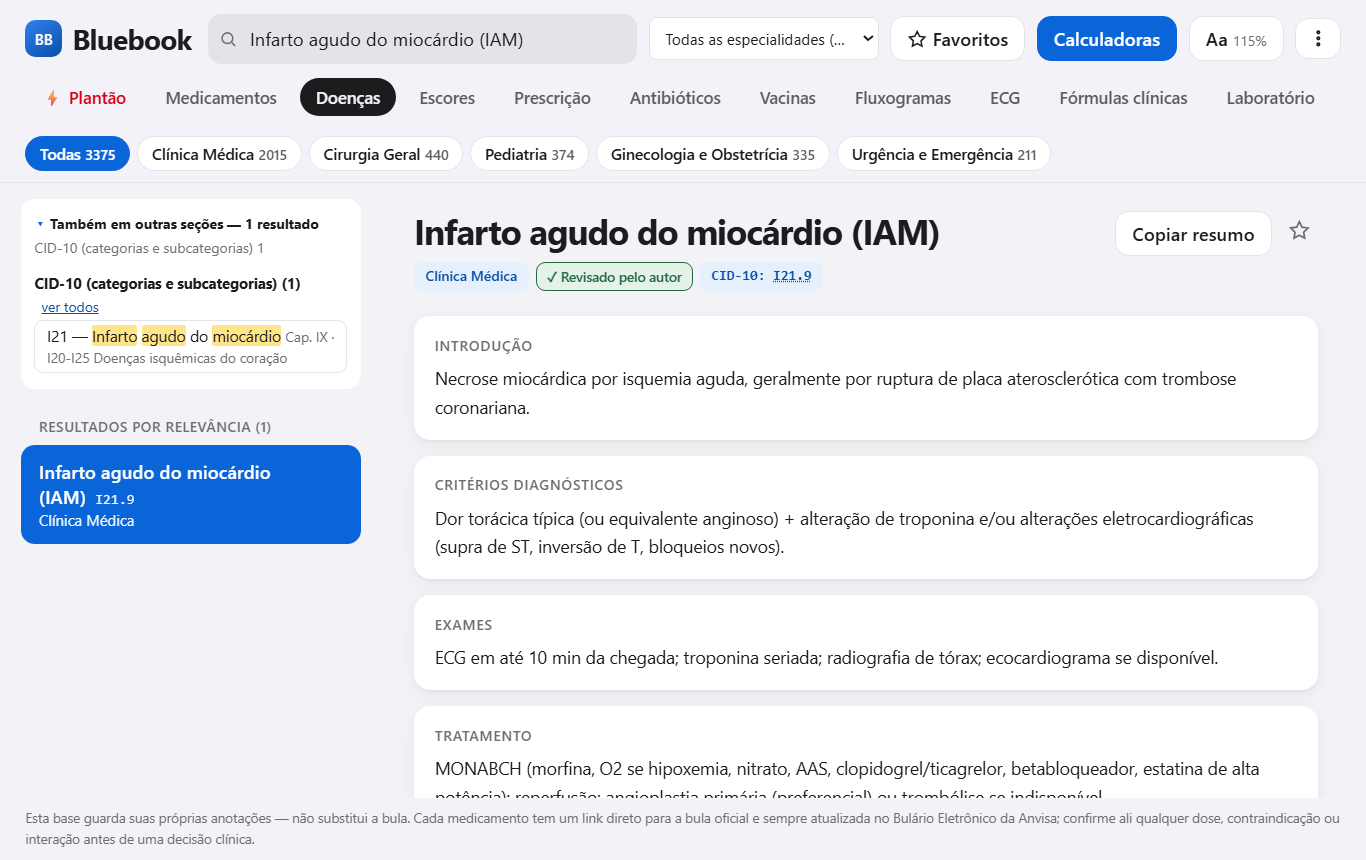 BB Bluebook
Infarto agudo do miocárdio (IAM)
Todas as especialidades (...
Favoritos
Calculadoras
Aa 115%
Plantão
Medicamentos
Doenças
Escores
Prescrição
Antibióticos
Vacinas
Fluxogramas
ECG
Fórmulas clínicas
Laboratório
Todas 3375
Clínica Médica 2015
Cirurgia Geral 440
Pediatria 374
Ginecologia e Obstetrícia 335
Urgência e Emergência 211
Também em outras seções — 1 resultado
CID-10 (categorias e subcategorias) 1
CID-10 (categorias e subcategorias) (1)
ver todos
I21 — Infarto agudo do miocárdio Cap. IX ·
I20-I25 Doenças isquêmicas do coração
RESULTADOS POR RELEVÂNCIA (1)
Infarto agudo do miocárdio
(IAM) I21.9
Clínica Médica
Infarto agudo do miocárdio (IAM)
Copiar resumo
Clínica Médica
✓ Revisado pelo autor
CID-10: I21.9
INTRODUÇÃO
Necrose miocárdica por isquemia aguda, geralmente por ruptura de placa aterosclerótica com trombose
coronariana.
CRITÉRIOS DIAGNÓSTICOS
Dor torácica típica (ou equivalente anginoso) + alteração de troponina e/ou alterações eletrocardiográficas
(supra de ST, inversão de T, bloqueios novos).
EXAMES
ECG em até 10 min da chegada; troponina seriada; radiografia de tórax; ecocardiograma se disponível.
TRATAMENTO
MONABCH (morfina, O2 se hipoxemia, nitrato, AAS, clopidogrel/ticagrelor, betabloqueador, estatina de alta
potência); reperfusão: angioplastia primária (preferencial) ou trombólise se indisponível.
Esta base guarda suas próprias anotações — não substitui a bula. Cada medicamento tem um link direto para a bula oficial e sempre atualizada no Bulário Eletrônico da Anvisa; confirme ali qualquer dose, contraindicação ou
interação antes de uma decisão clínica.